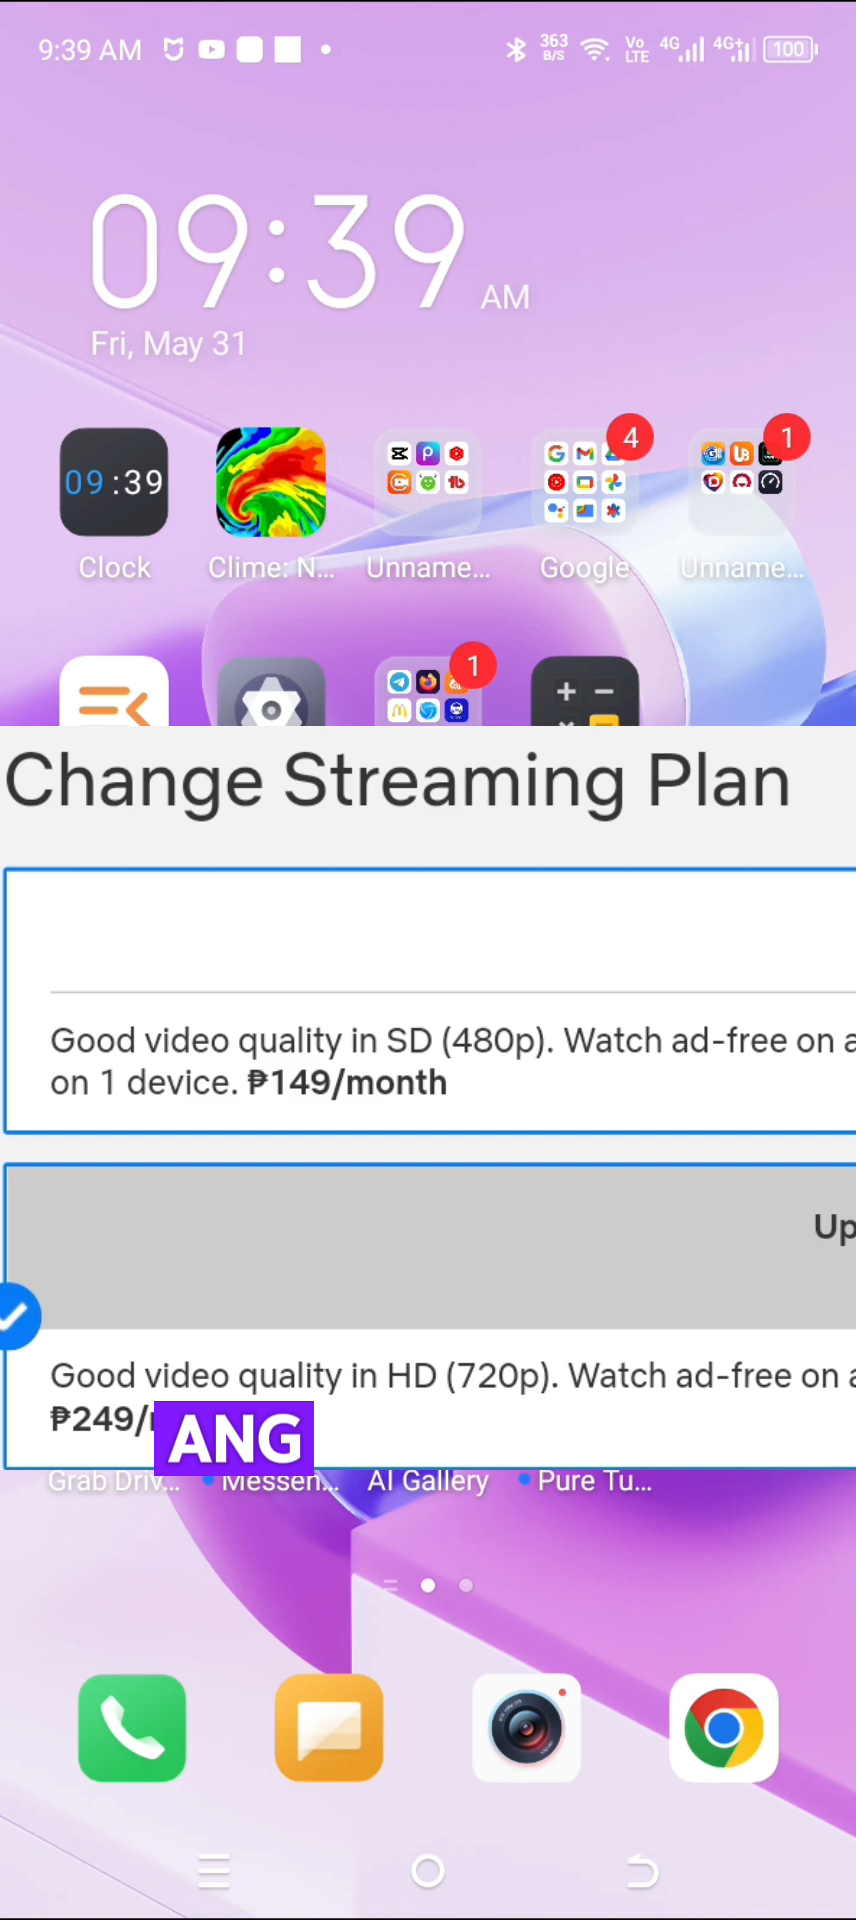 9:39 AM
363
B/S
Vo
LTE
4G
4G+
100
09:39
AM
Fri, May 31
09:39
4
1
Clock
Clime: N...
Unname...
Google
Unname...
1
Change Streaming Plan
Good video quality in SD (480p). Watch ad-free on a
on 1 device. ₱149/month
Up
Good video quality in HD (720p). Watch ad-free on a
₱249/
ANG
Grab Driv...
Messen...
AI Gallery
Pure Tu...